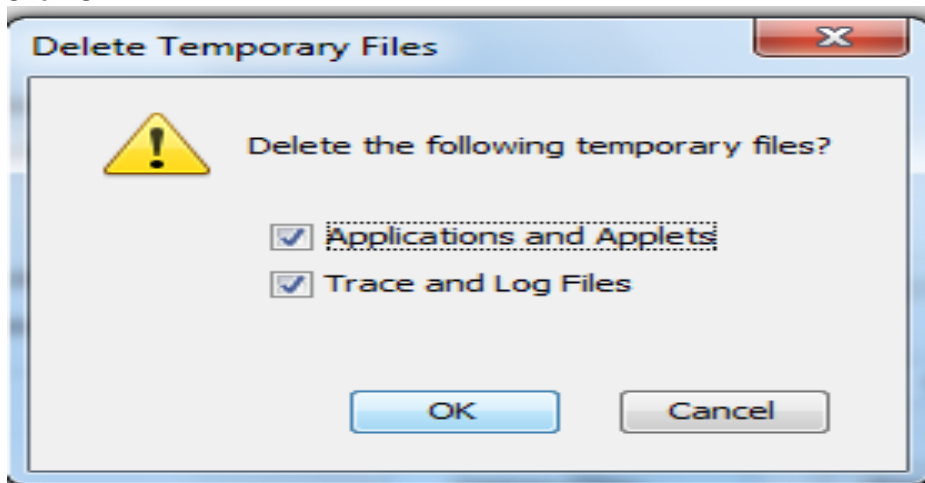 Delete Temporary Files
Delete the following temporary files?
Applications and Applets
Trace and Log Files
OK Cancel